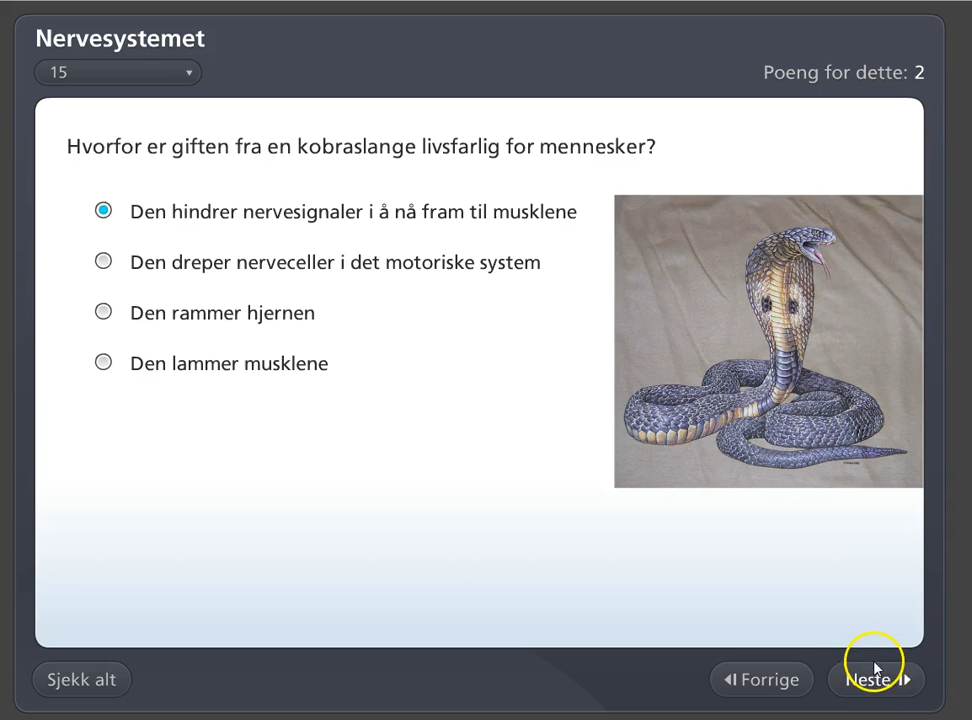 Nervesystemet
15
Poeng for dette: 2
Hvorfor er giften fra en kobraslange livsfarlig for mennesker?
Den hindrer nervesignaler i å nå fram til musklene
Den dreper nerveceller i det motoriske system
Den rammer hjernen
Den lammer musklene
Sjekk alt
Forrige
Neste